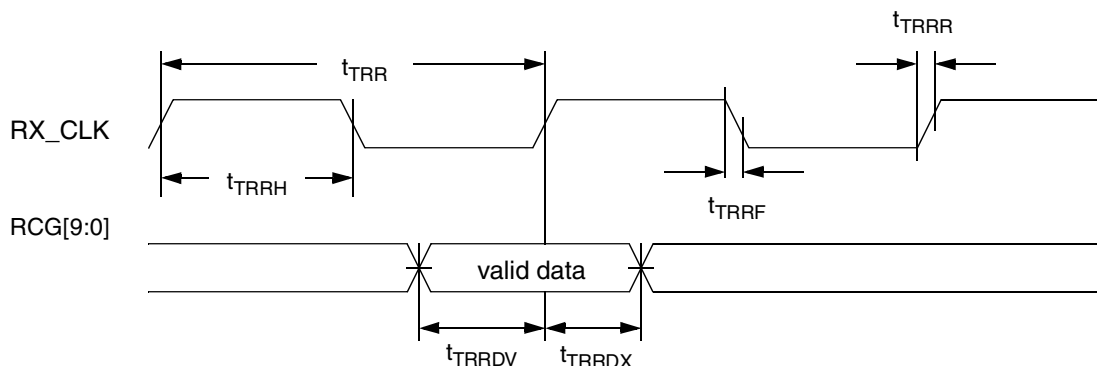 tTRRR
tTRR
RX_CLK
tTRRH
tTRRF
RCG[9:0]
valid data
tTRRDV
tTRRDX